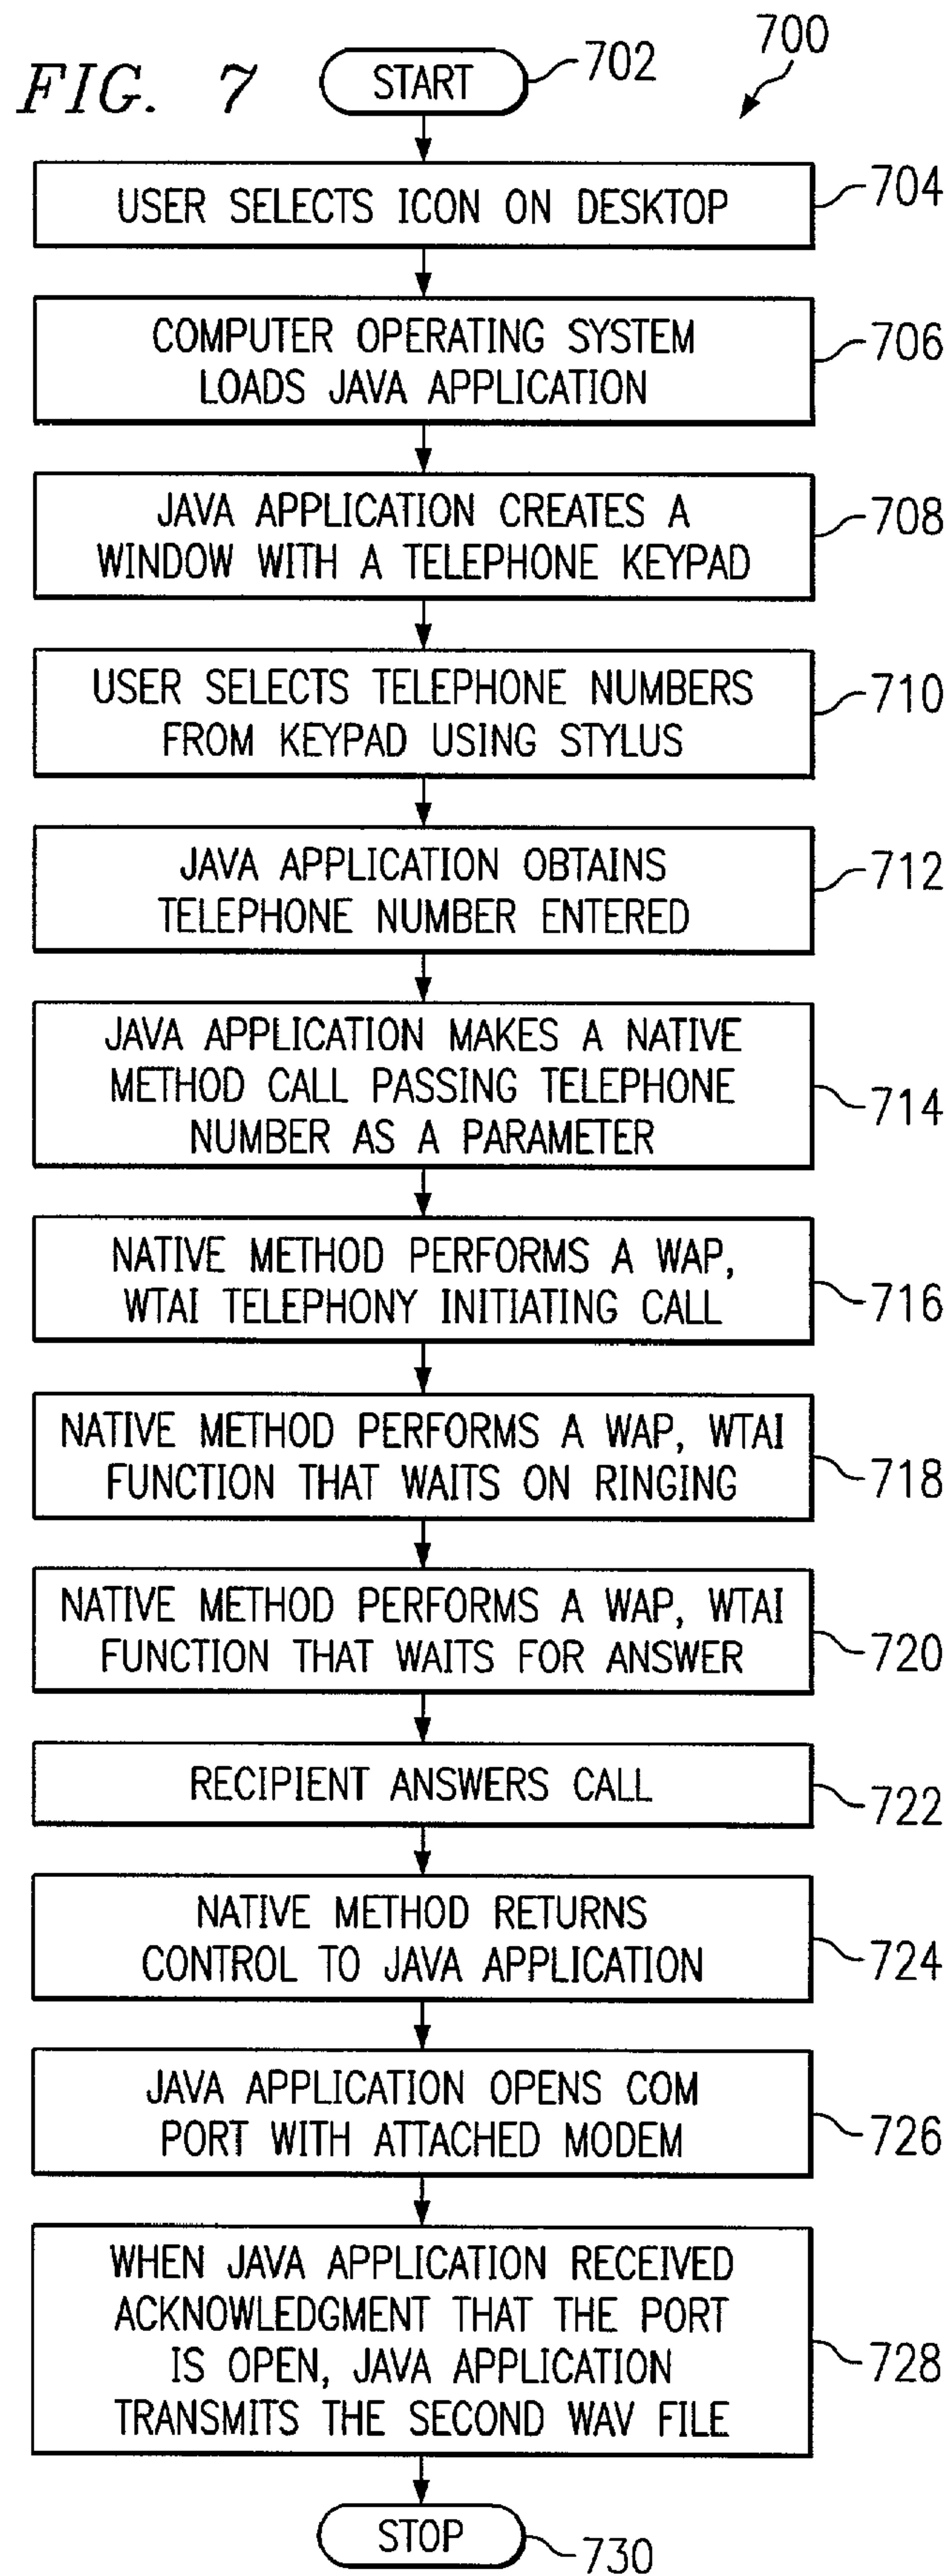 700
FIG. 7
START
702
USER SELECTS ICON ON DESKTOP
704
COMPUTER OPERATING SYSTEM
LOADS JAVA APPLICATION
706
JAVA APPLICATION CREATES A
WINDOW WITH A TELEPHONE KEYPAD
708
USER SELECTS TELEPHONE NUMBERS
FROM KEYPAD USING STYLUS
710
JAVA APPLICATION OBTAINS
TELEPHONE NUMBER ENTERED
712
JAVA APPLICATION MAKES A NATIVE
METHOD CALL PASSING TELEPHONE
NUMBER AS A PARAMETER
714
NATIVE METHOD PERFORMS A WAP,
WTAI TELEPHONY INITIATING CALL
716
NATIVE METHOD PERFORMS A WAP, WTAI
FUNCTION THAT WAITS ON RINGING
718
NATIVE METHOD PERFORMS A WAP, WTAI
FUNCTION THAT WAITS FOR ANSWER
720
RECIPIENT ANSWERS CALL
722
NATIVE METHOD RETURNS
CONTROL TO JAVA APPLICATION
724
JAVA APPLICATION OPENS COM
PORT WITH ATTACHED MODEM
726
WHEN JAVA APPLICATION RECEIVED
ACKNOWLEDGMENT THAT THE PORT
IS OPEN, JAVA APPLICATION
TRANSMITS THE SECOND WAV FILE
728
STOP
730